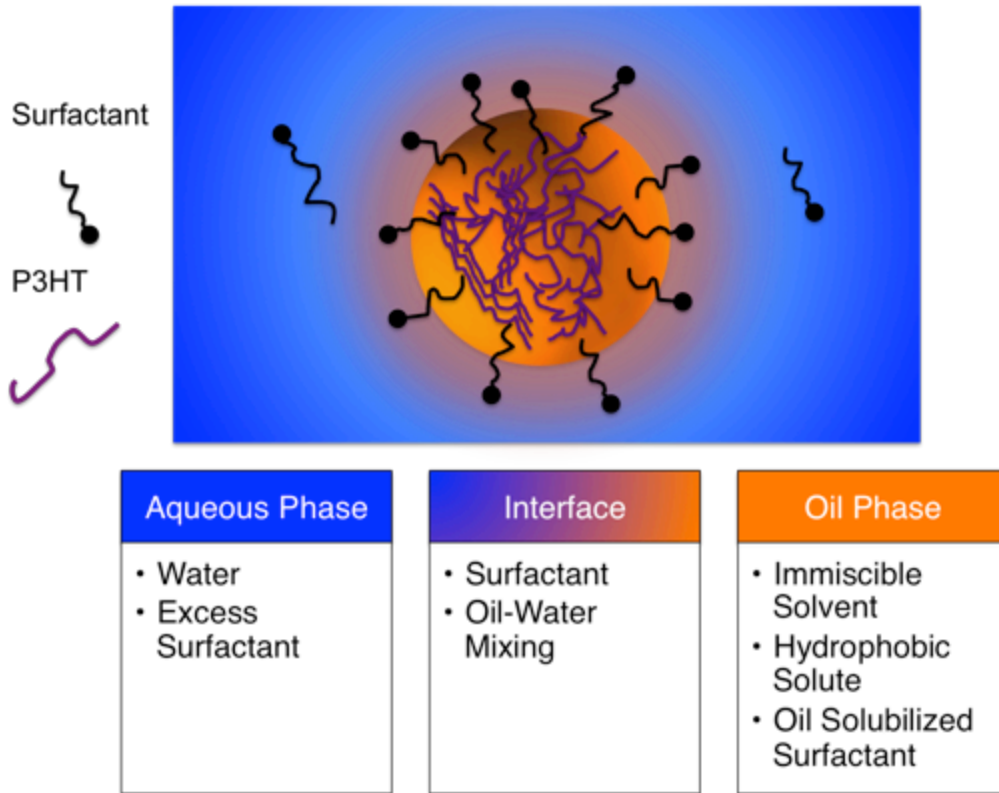 Surfactant
P3HT
Aqueous Phase
• Water
• Excess
Surfactant
Interface
• Surfactant
• Oil-Water
Mixing
Oil Phase
• Immiscible
Solvent
• Hydrophobic
Solute
• Oil Solubilized
Surfactant